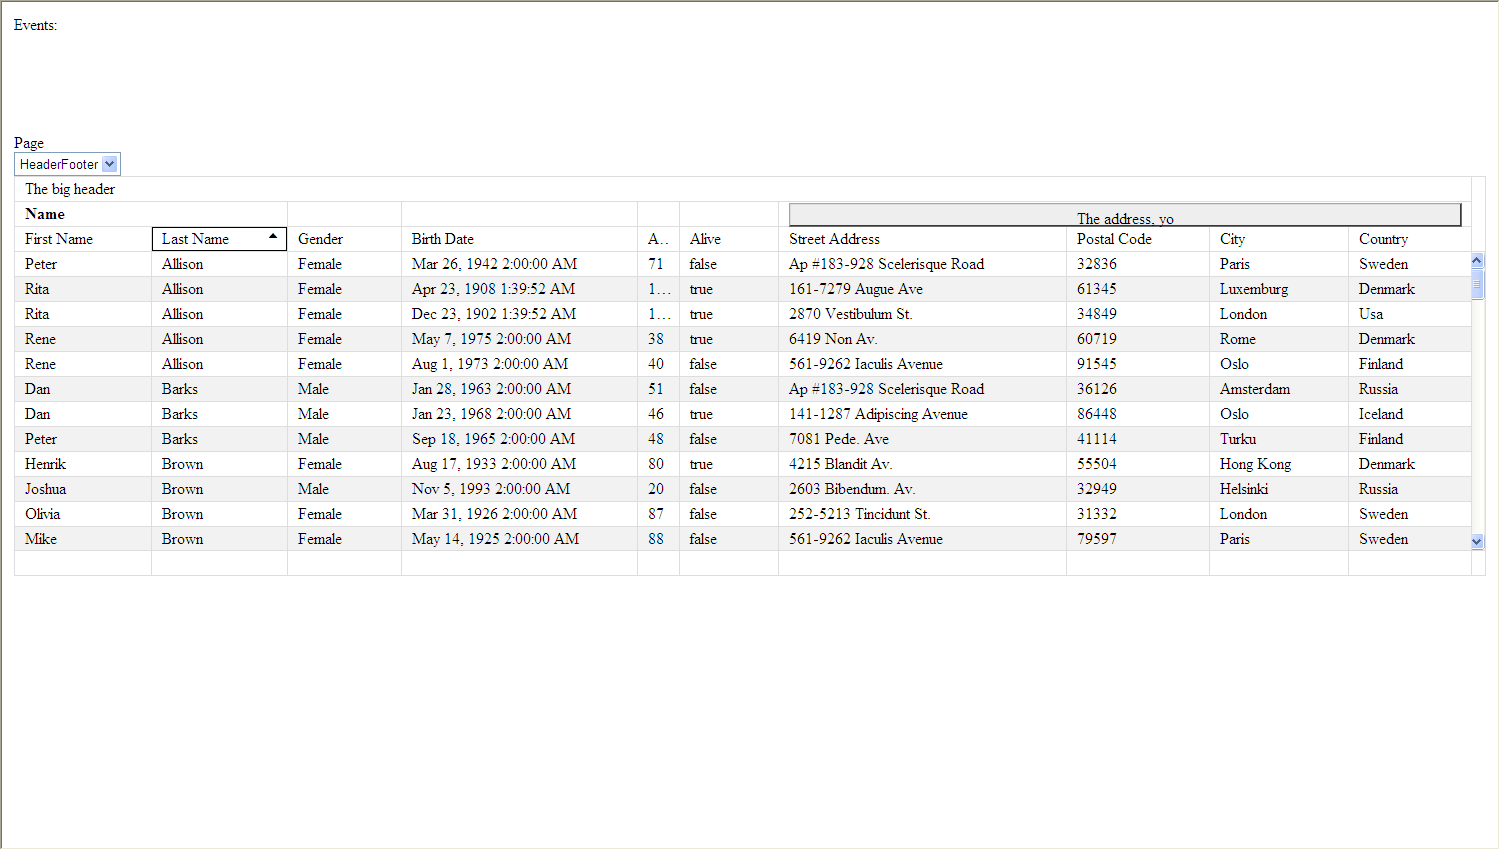 Events:
Page
HeaderFooter
The big header
Name The address, yo
First Name Last Name Gender Birth Date A.. Alive Street Address Postal Code City Country
Peter Allison Female Mar 26, 1942 2:00:00 AM 71 false Ap #183-928 Scelerisque Road 32836 Paris Sweden
Rita Allison Female Apr 23, 1908 1:39:52 AM 1... true 161-7279 Augue Ave 61345 Luxemburg Denmark
Rita Allison Female Dec 23, 1902 1:39:52 AM 1... true 2870 Vestibulum St. 34849 London Usa
Rene Allison Female May 7, 1975 2:00:00 AM 38 true 6419 Non Av. 60719 Rome Denmark
Rene Allison Female Aug 1, 1973 2:00:00 AM 40 false 561-9262 Iaculis Avenue 91545 Oslo Finland
Dan Barks Male Jan 28, 1963 2:00:00 AM 51 false Ap #183-928 Scelerisque Road 36126 Amsterdam Russia
Dan Barks Male Jan 23, 1968 2:00:00 AM 46 true 141-1287 Adipiscing Avenue 86448 Oslo Iceland
Peter Barks Male Sep 18, 1965 2:00:00 AM 48 false 7081 Pede. Ave 41114 Turku Finland
Henrik Brown Female Aug 17, 1933 2:00:00 AM 80 true 4215 Blandit Av. 55504 Hong Kong Denmark
Joshua Brown Male Nov 5, 1993 2:00:00 AM 20 false 2603 Bibendum. Av. 32949 Helsinki Russia
Olivia Brown Female Mar 31, 1926 2:00:00 AM 87 false 252-5213 Tincidunt St. 31332 London Sweden
Mike Brown Female May 14, 1925 2:00:00 AM 88 false 561-9262 Iaculis Avenue 79597 Paris Sweden